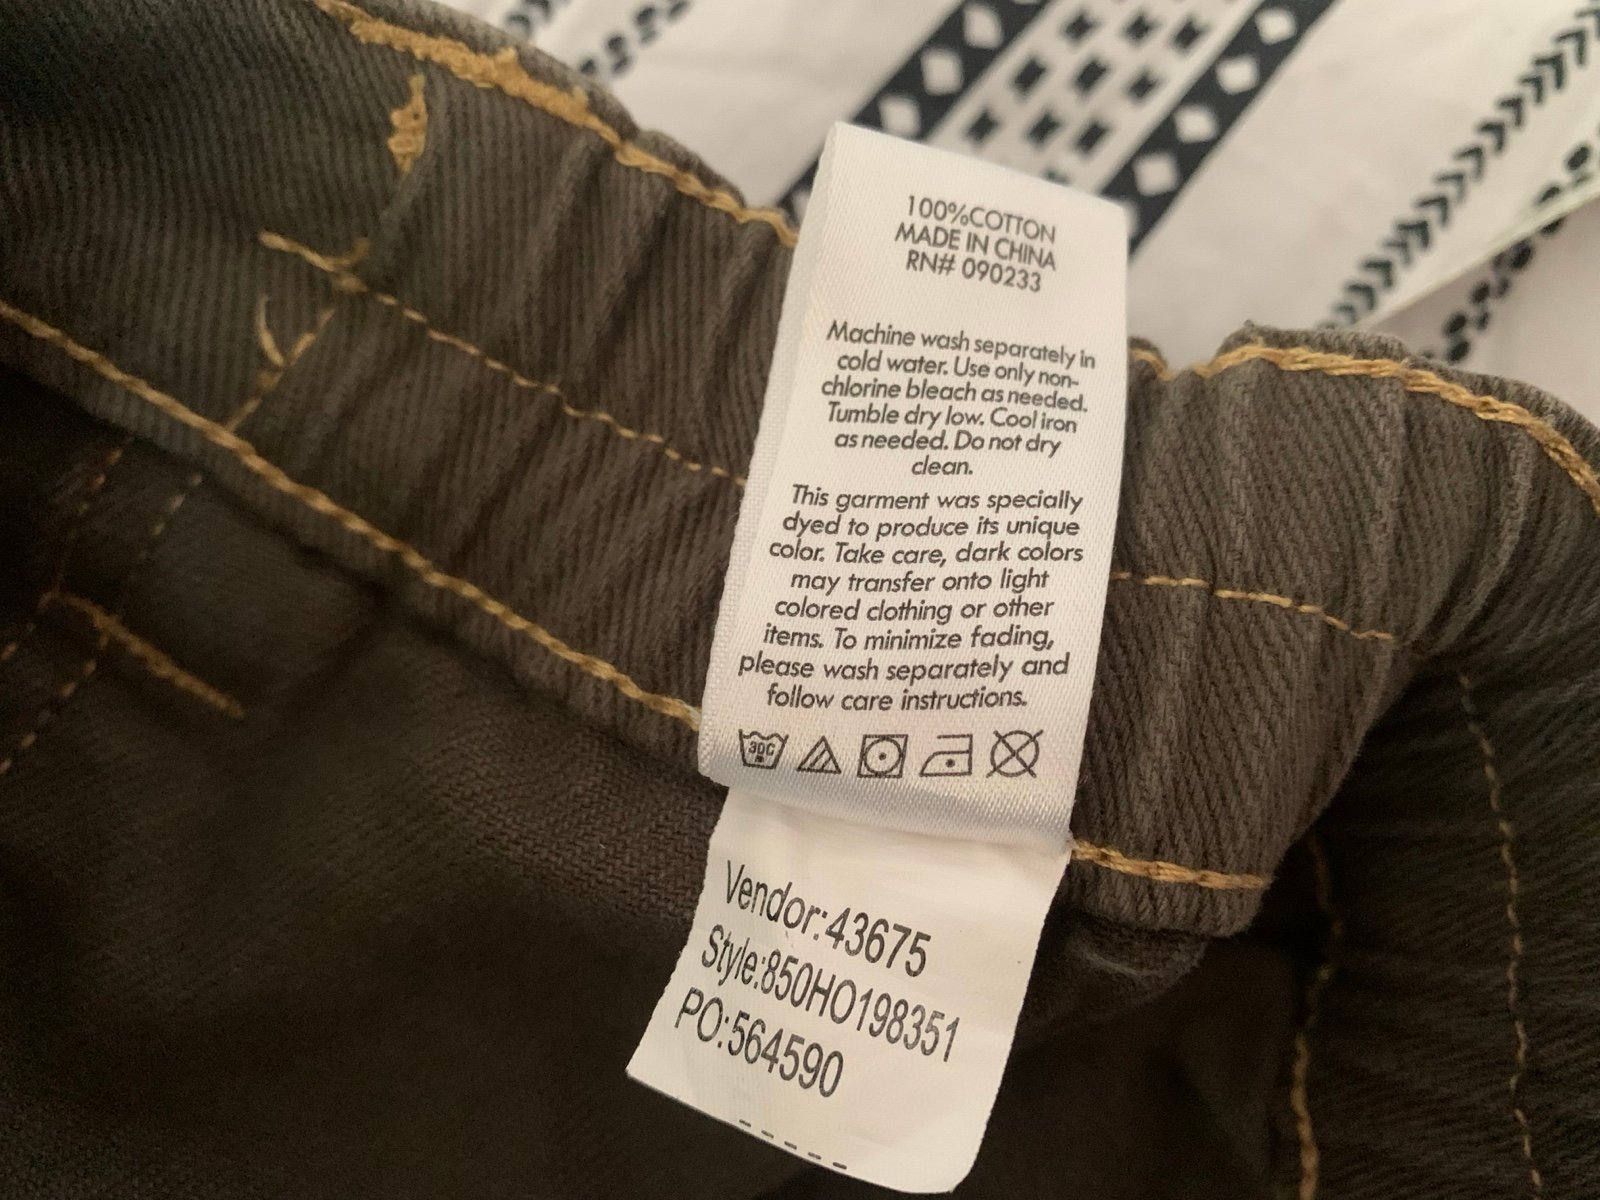 100%COTTON
MADE IN CHINA
RN# 090233
Machine wash separately in
cold water. Use only non-
chlorine bleach as needed.
Tumble dry low. Cool iron
as needed. Do not dry
clean.
This garment was specially
dyed to produce its unique
color. Take care, dark colors
may transfer onto light
colored clothing or other
items. To minimize fading,
please wash separately and
follow care instructions.
30C
Vendor:43675
Style:850HO198351
PO:564590